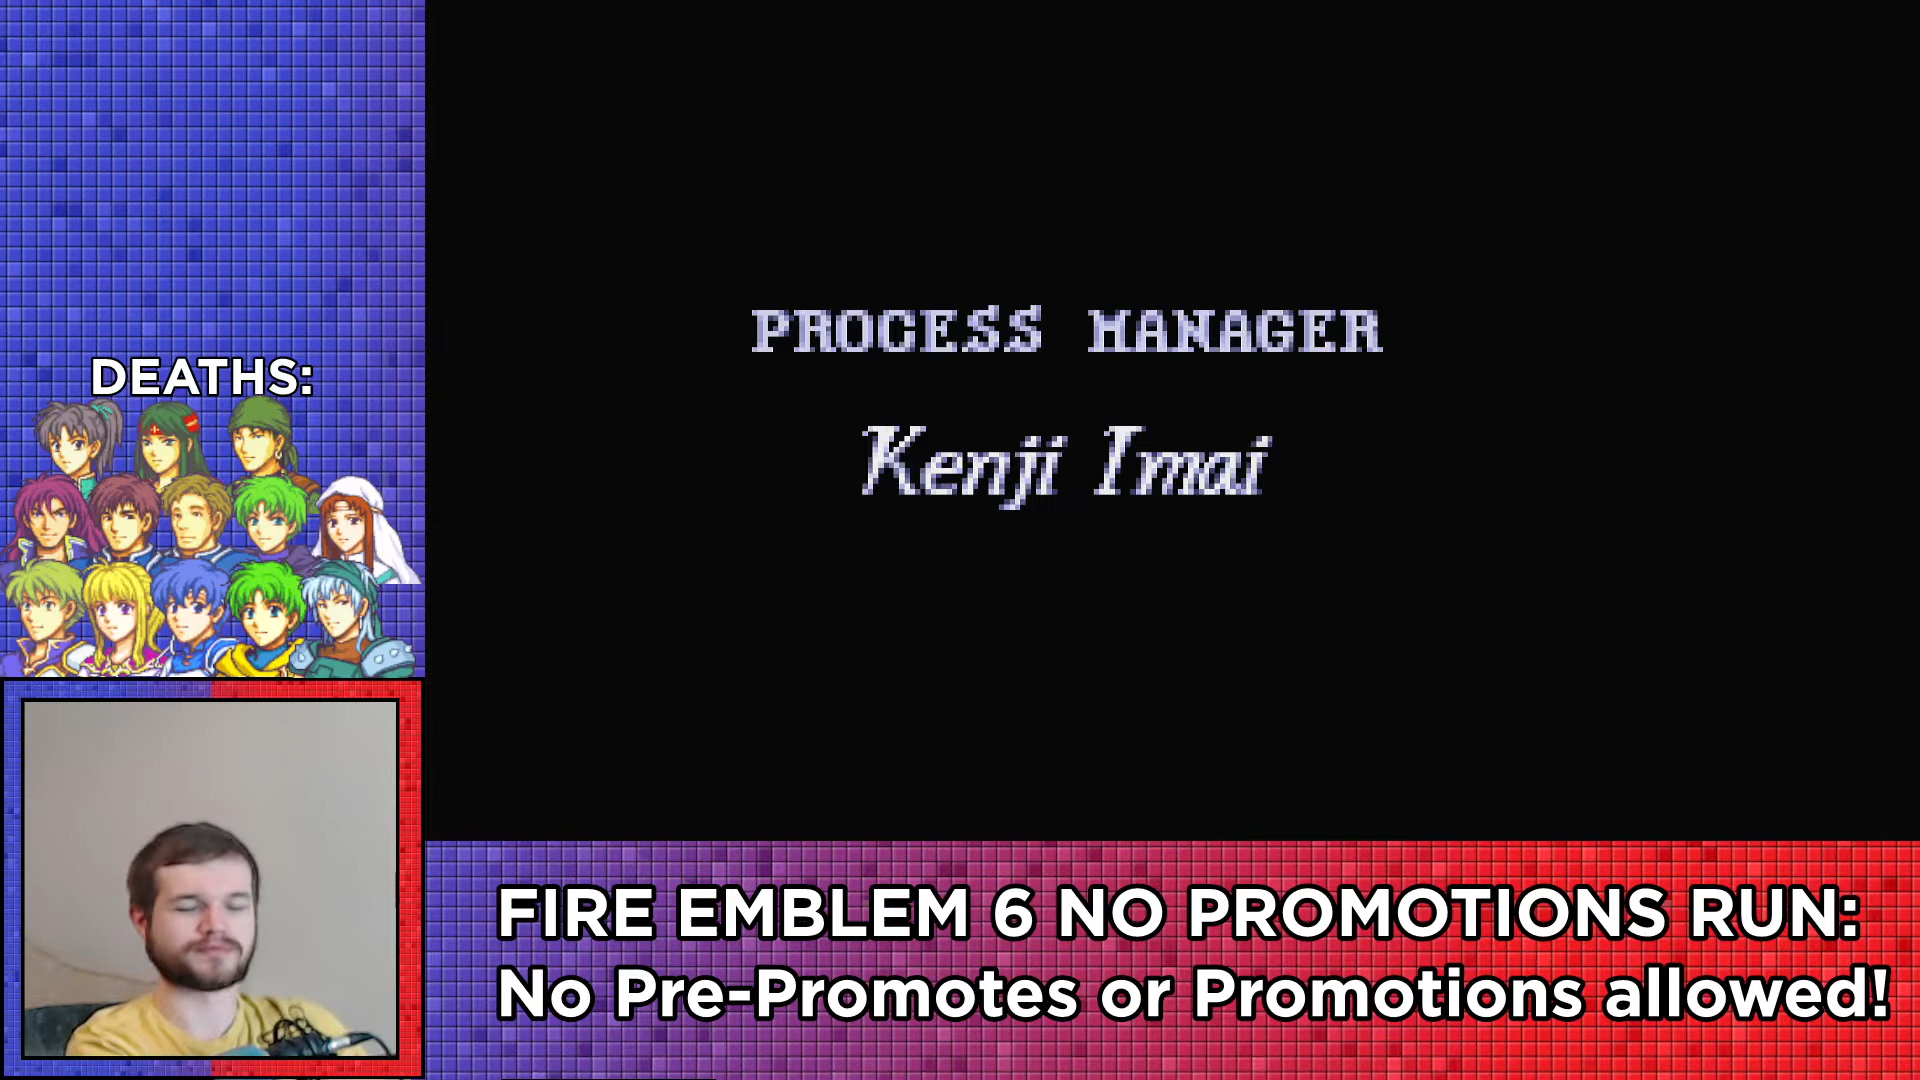 PROCESS MANAGER
Kenji Imai
DEATHS:
FIRE EMBLEM 6 NO PROMOTIONS RUN:
No Pre-Promotes or Promotions allowed!